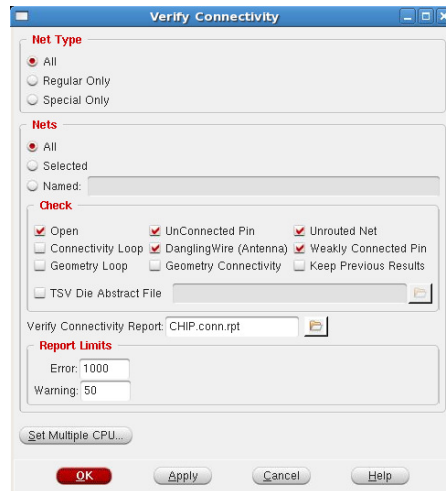 Verify Connectivity
Net Type
All
Regular Only
Special Only
Nets
All
Selected
Named:
Check
Open UnConnected Pin Unrouted Net
Connectivity Loop DanglingWire (Antenna) Weakly Connected Pin
Geometry Loop Geometry Connectivity Keep Previous Results
TSV Die Abstract File
Verify Connectivity Report: CHIP.conn.rpt
Report Limits
Error: 1000
Warning: 50
Set Multiple CPU...
OK Apply Cancel Help